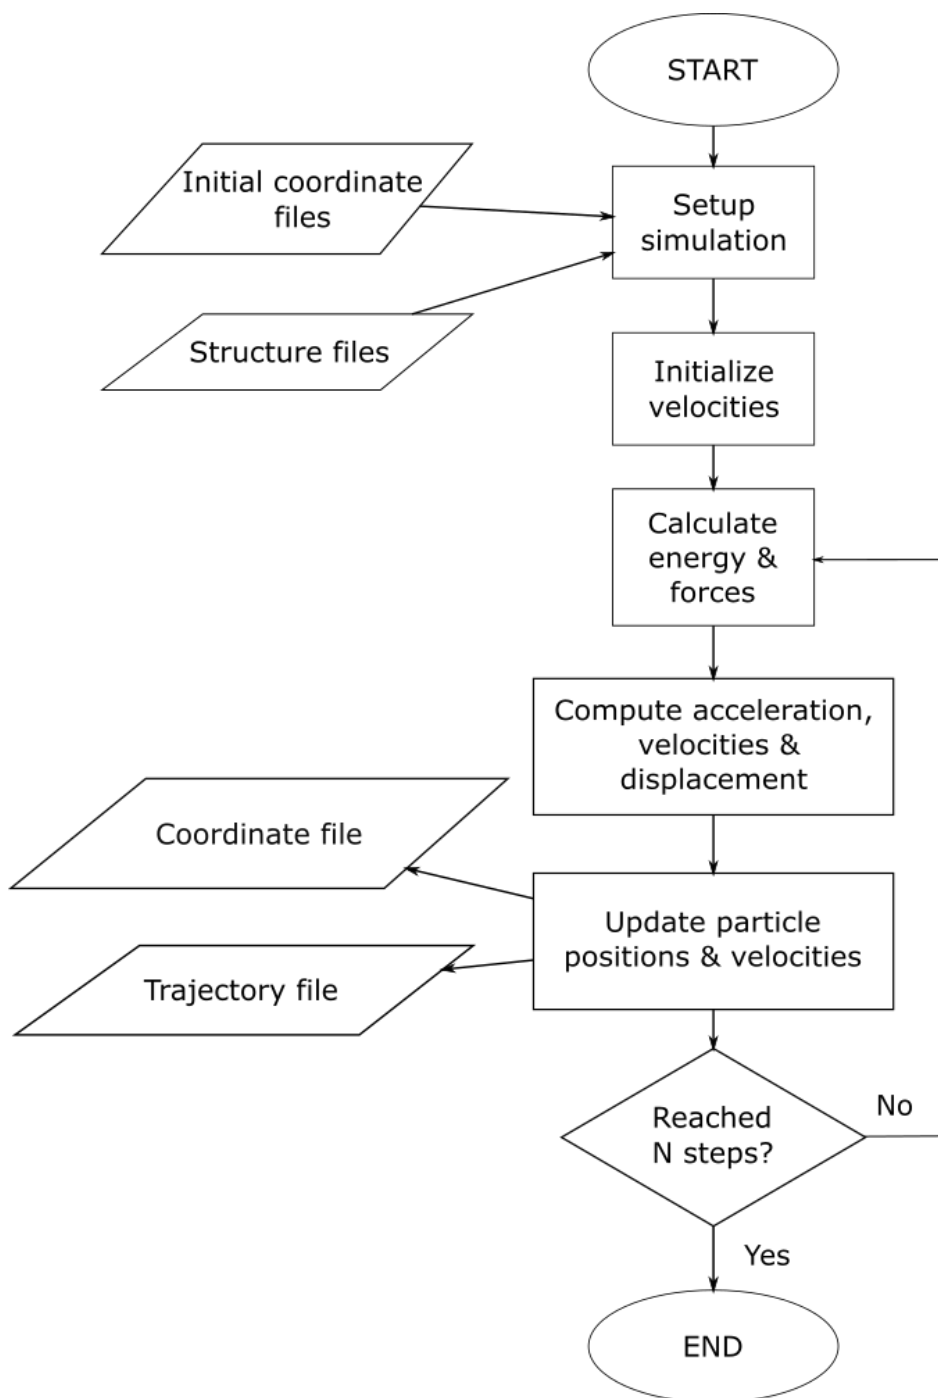 START
Initial coordinate
files
Setup
simulation
Structure files
Initialize
velocities
Calculate
energy &
forces
Compute acceleration,
velocities &
displacement
Coordinate file
Update particle
positions & velocities
Trajectory file
Reached
N steps?
No
Yes
END